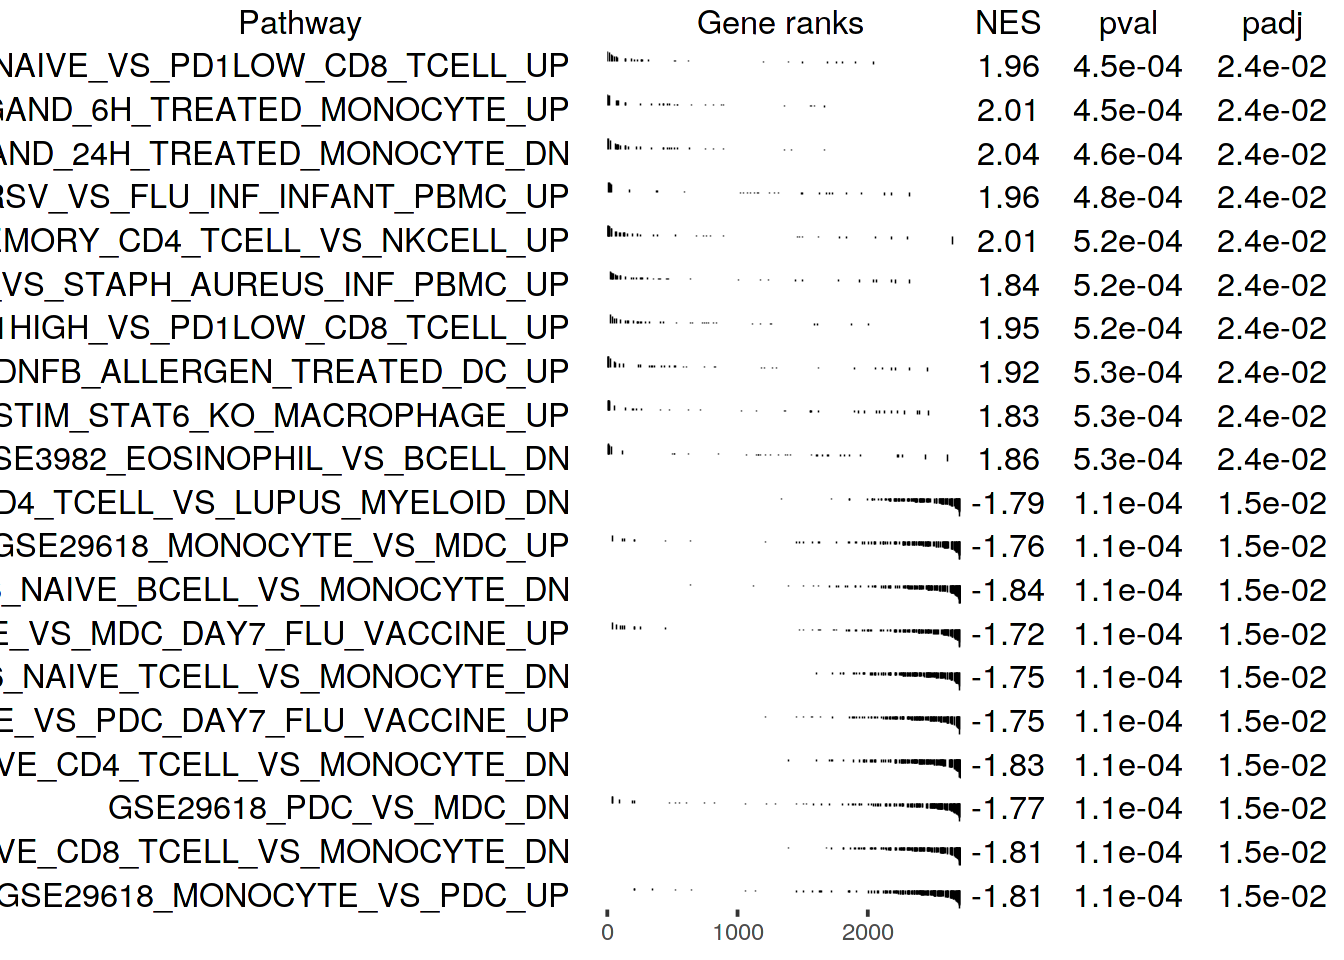 Pathway Gene ranks NES pval padj
NAIVE_VS_PD1LOW_CD8_TCELL_UP 1.96 4.5e-04 2.4e-02
GAND_6H_TREATED_MONOCYTE_UP 2.01 4.5e-04 2.4e-02
AND_24H_TREATED_MONOCYTE_DN 2.04 4.6e-04 2.4e-02
RSV_VS_FLU_INF_INFANT_PBMC_UP 1.96 4.8e-04 2.4e-02
EMORY_CD4_TCELL_VS_NKCELL_UP 2.01 5.2e-04 2.4e-02
_VS_STAPH_AUREUS_INF_PBMC_UP 1.84 5.2e-04 2.4e-02
1HIGH_VS_PD1LOW_CD8_TCELL_UP 1.95 5.2e-04 2.4e-02
DNFB_ALLERGEN_TREATED_DC_UP 1.92 5.3e-04 2.4e-02
STIM_STAT6_KO_MACROPHAGE_UP 1.83 5.3e-04 2.4e-02
SE3982_EOSINOPHIL_VS_BCELL_DN 1.86 5.3e-04 2.4e-02
D4_TCELL_VS_LUPUS_MYELOID_DN -1.79 1.1e-04 1.5e-02
GSE29618_MONOCYTE_VS_MDC_UP -1.76 1.1e-04 1.5e-02
S_NAIVE_BCELL_VS_MONOCYTE_DN -1.84 1.1e-04 1.5e-02
E_VS_MDC_DAY7_FLU_VACCINE_UP -1.72 1.1e-04 1.5e-02
S_NAIVE_TCELL_VS_MONOCYTE_DN -1.75 1.1e-04 1.5e-02
E_VS_PDC_DAY7_FLU_VACCINE_UP -1.75 1.1e-04 1.5e-02
VE_CD4_TCELL_VS_MONOCYTE_DN -1.83 1.1e-04 1.5e-02
GSE29618_PDC_VS_MDC_DN -1.77 1.1e-04 1.5e-02
VE_CD8_TCELL_VS_MONOCYTE_DN -1.81 1.1e-04 1.5e-02
GSE29618_MONOCYTE_VS_PDC_UP -1.81 1.1e-04 1.5e-02
0 1000 2000